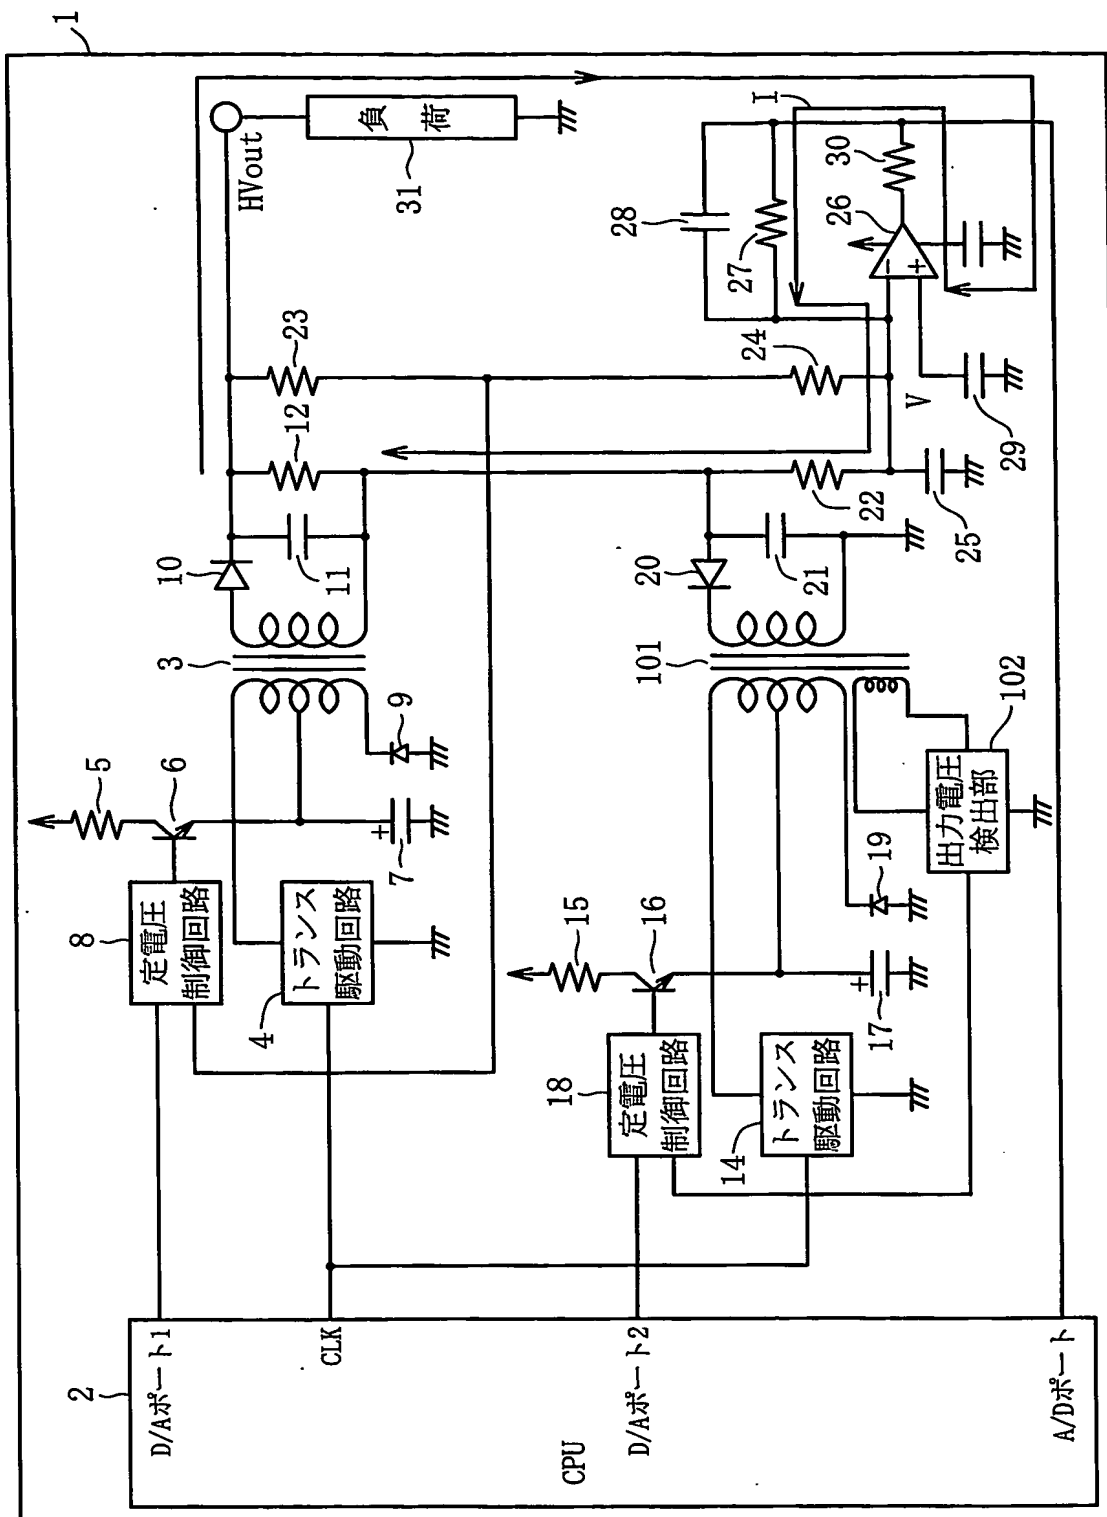 1
2
D/Aポート1
CLK
D/Aポート2
A/Dポート
CPU
8
定電圧
制御回路
5
6
7
+
4
トランス
駆動回路
9
3
10
11
12
23
HVout
負荷
31
18
定電圧
制御回路
15
16
17
+
14
トランス
駆動回路
19
101
102
出力電圧
検出部
20
21
22
24
25
26
−
+
27
28
29
30
V
I